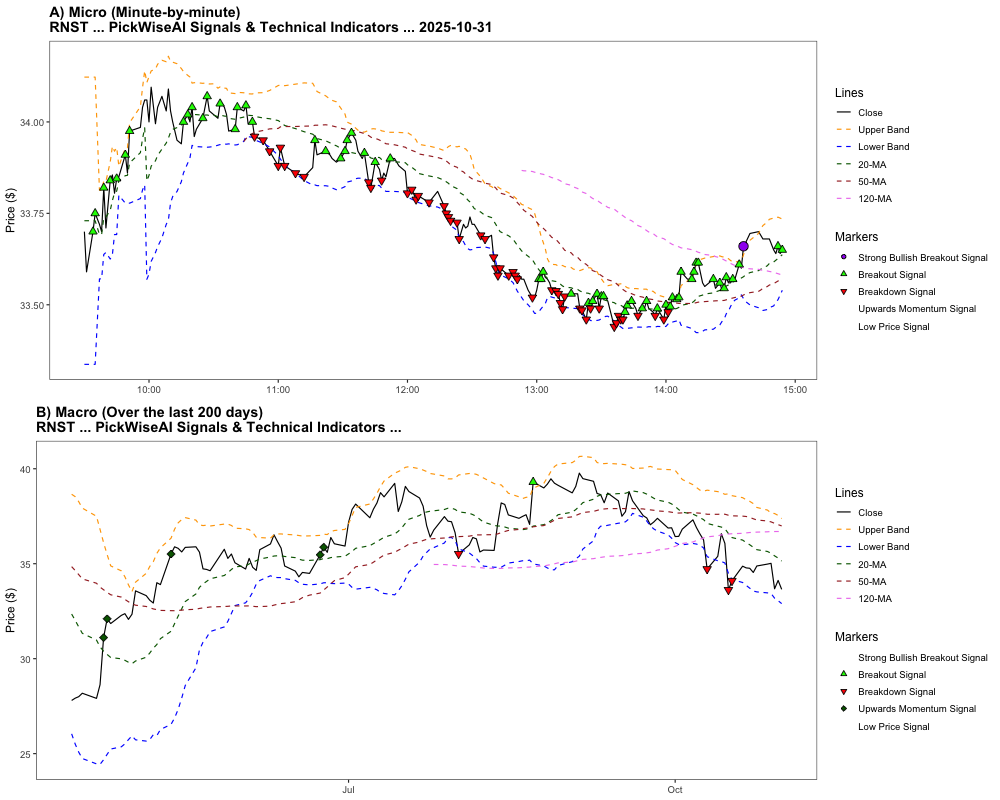 A) Micro (Minute-by-minute)
RNST ... PickWiseAI Signals & Technical Indicators ... 2025-10-31
34.00
33.75
33.50
Price ($)
10:00
11:00
12:00
13:00
14:00
15:00
Lines
Close
Upper Band
Lower Band
20-MA
50-MA
120-MA
Markers
Strong Bullish Breakout Signal
Breakout Signal
Breakdown Signal
Upwards Momentum Signal
Low Price Signal
B) Macro (Over the last 200 days)
RNST ... PickWiseAI Signals & Technical Indicators ...
40
35
30
25
Price ($)
Jul
Oct
Lines
Close
Upper Band
Lower Band
20-MA
50-MA
120-MA
Markers
Strong Bullish Breakout Signal
Breakout Signal
Breakdown Signal
Upwards Momentum Signal
Low Price Signal